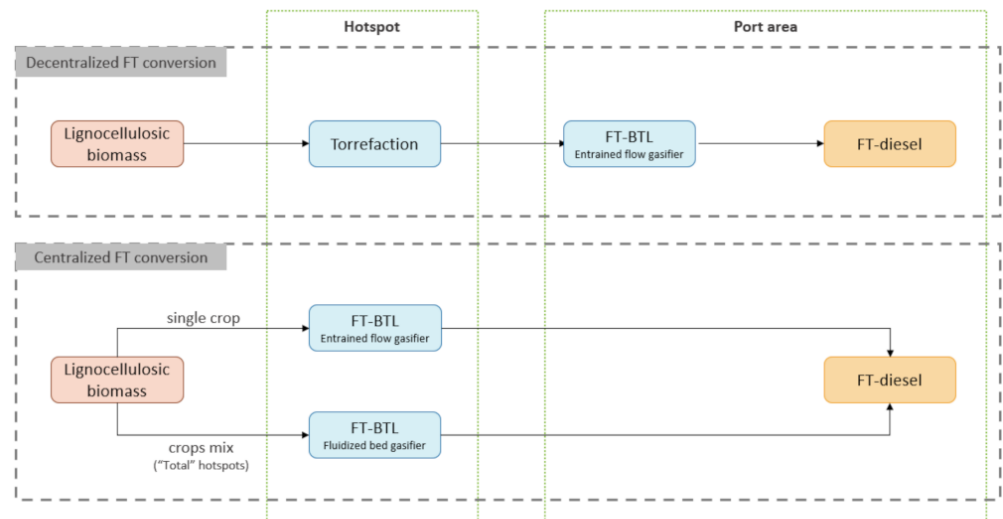 Hotspot
Port area
Decentralized FT conversion
Lignocellulosic
biomass
Torrefaction
FT-BTL
Entrained flow gasifier
FT-diesel
Centralized FT conversion
single crop
FT-BTL
Entrained flow gasifier
Lignocellulosic
biomass
FT-diesel
FT-BTL
Fluidized bed gasifier
crops mix
("Total" hotspots)